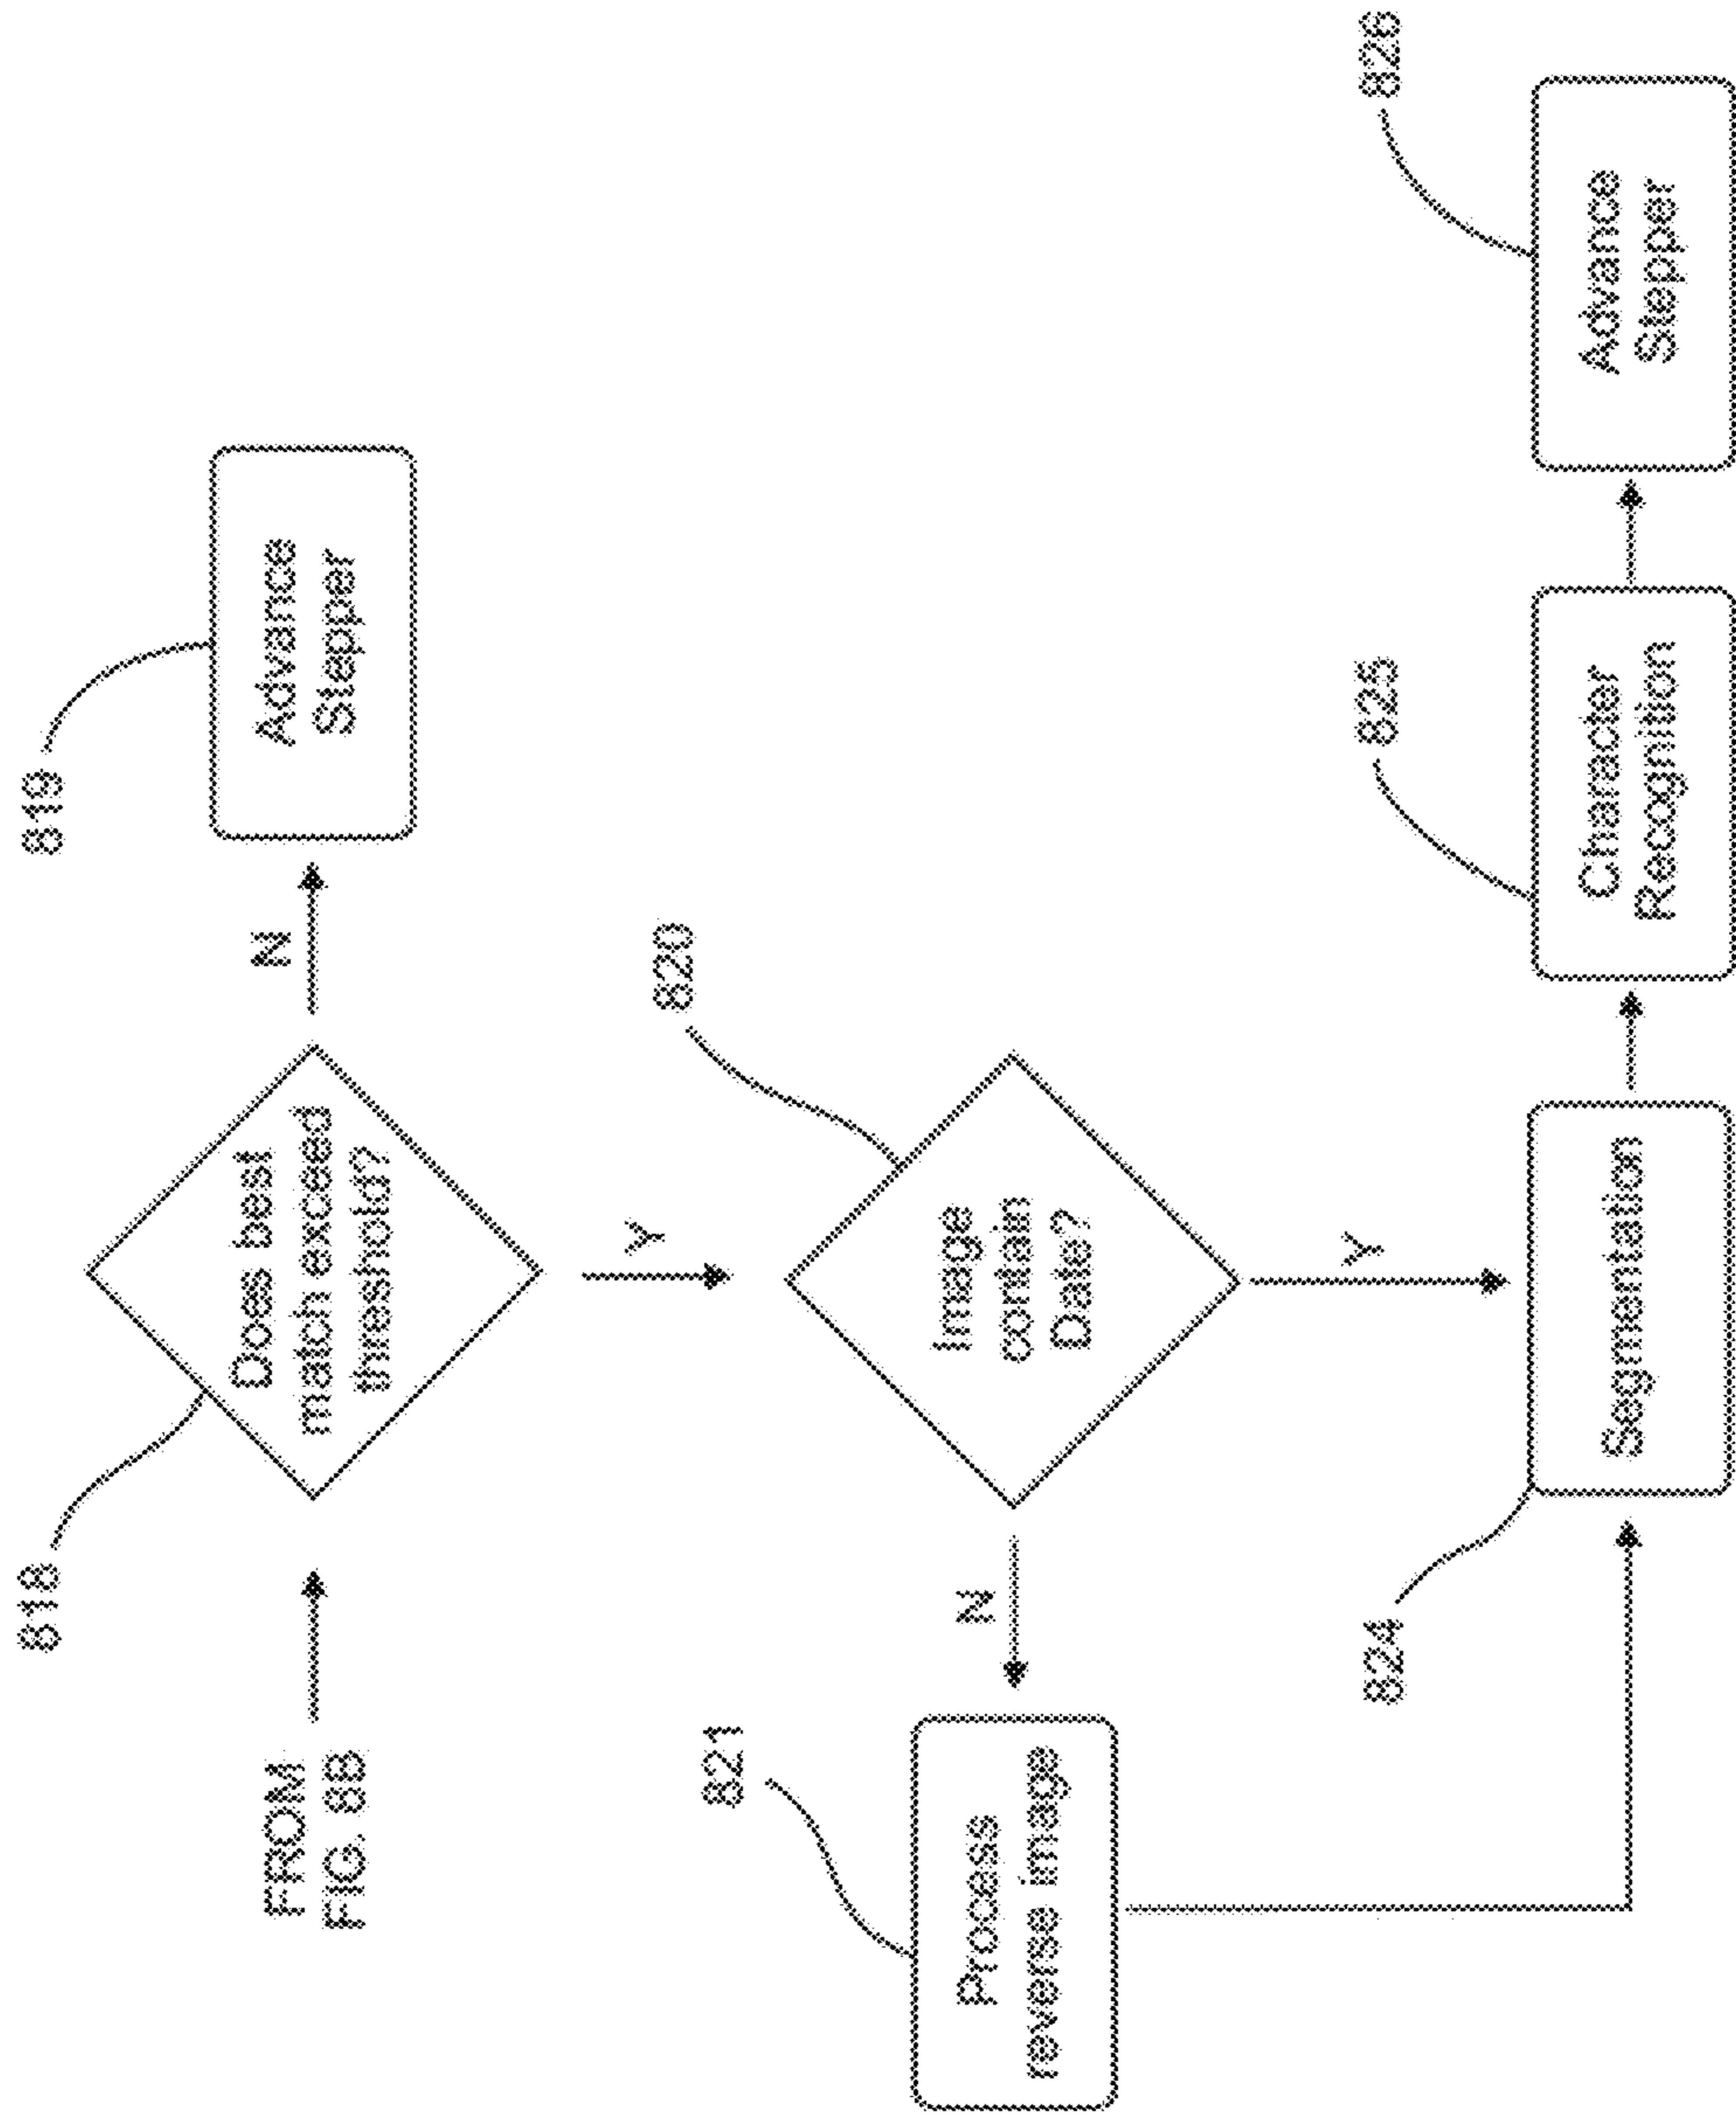 818
819
FROM
FIG. 8B
Does best
match exceed
threshold?
N
Advance
Stepper
Y
820
821
Process
reverse image
N
Image
contain
Date?
Y
824
825
826
Segmentation
Character
Recognition
Advance
Stepper